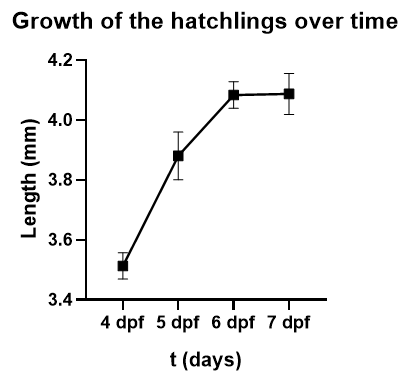 Growth of the hatchlings over time
4.2
4.0
3.8
3.6
3.4
Length (mm)
4 dpf 5 dpf 6 dpf 7 dpf
t (days)